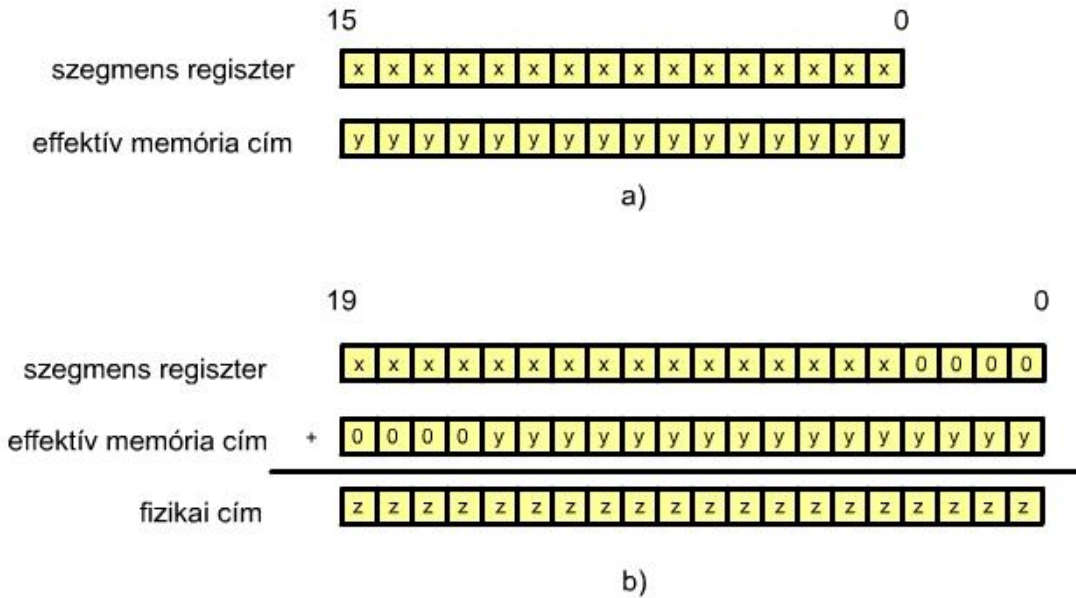 15 0
szegmens regiszter x x x x x x x x x x x x x x x x
effektív memória cím y y y y y y y y y y y y y y y y
a)
19 0
szegmens regiszter x x x x x x x x x x x x x x x x 0 0 0 0
effektív memória cím + 0 0 0 0 y y y y y y y y y y y y y y y y
fizikai cím z z z z z z z z z z z z z z z z z z z z
b)